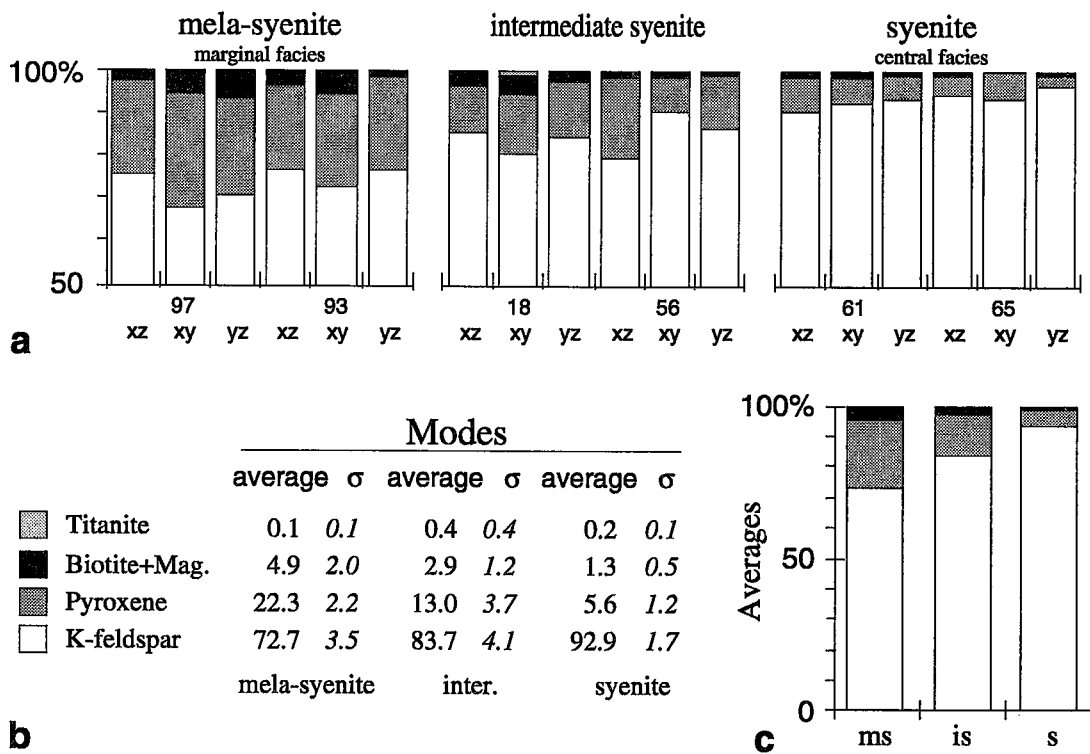 mela-syenite
marginal facies
intermediate syenite
syenite
central facies
100%
50
97
93
18
56
61
65
xz xy yz xz xy yz
xz xy yz xz xy yz
xz xy yz xz xy yz
a
Modes
average σ average σ average σ
Titanite 0.1 0.1 0.4 0.4 0.2 0.1
Biotite+Mag. 4.9 2.0 2.9 1.2 1.3 0.5
Pyroxene 22.3 2.2 13.0 3.7 5.6 1.2
K-feldspar 72.7 3.5 83.7 4.1 92.9 1.7
mela-syenite inter. syenite
b
100%
50
0
Averages
ms is s
c